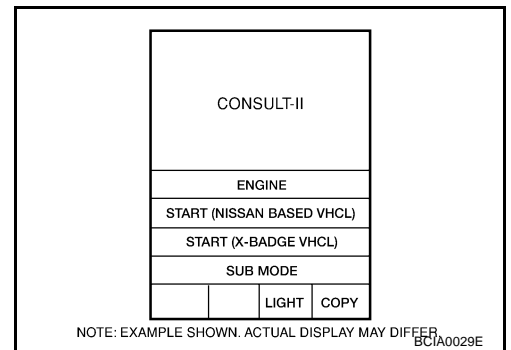 CONSULT-II
ENGINE
START (NISSAN BASED VHCL)
START (X-BADGE VHCL)
SUB MODE
LIGHT COPY
NOTE: EXAMPLE SHOWN. ACTUAL DISPLAY MAY DIFFER.
BCIA0029E